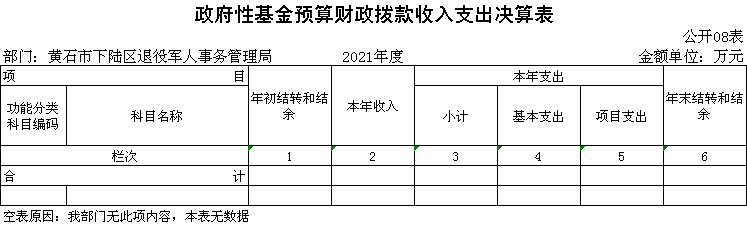 政府性基金预算财政拨款收入支出决算表
公开08表
部门：黄石市下陆区退役军人事务管理局 2021年度 金额单位：万元
项 目 年初结转和结余 本年收入 本年支出 年末结转和结余
功能分类科目编码 科目名称 小计 基本支出 项目支出
栏次 1 2 3 4 5 6
合 计
空表原因：我部门无此项内容，本表无数据